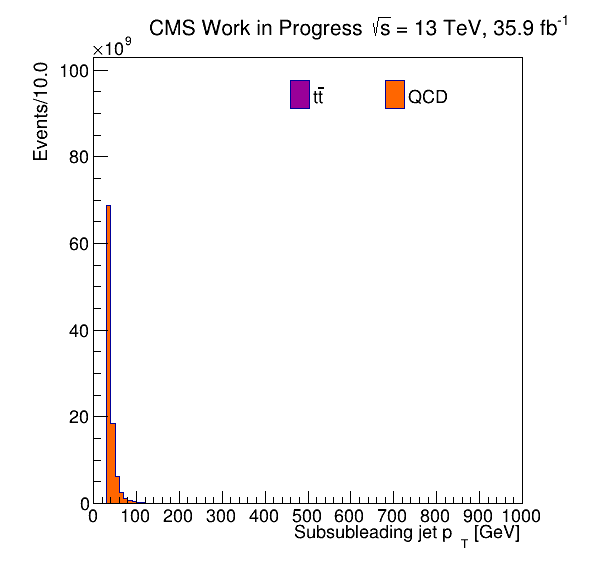 CMS Work in Progress √s = 13 TeV, 35.9 fb⁻¹
×10⁹
Events/10.0
100
80
60
40
20
0
tt̄ QCD
0 100 200 300 400 500 600 700 800 900 1000
Subsubleading jet p_T [GeV]